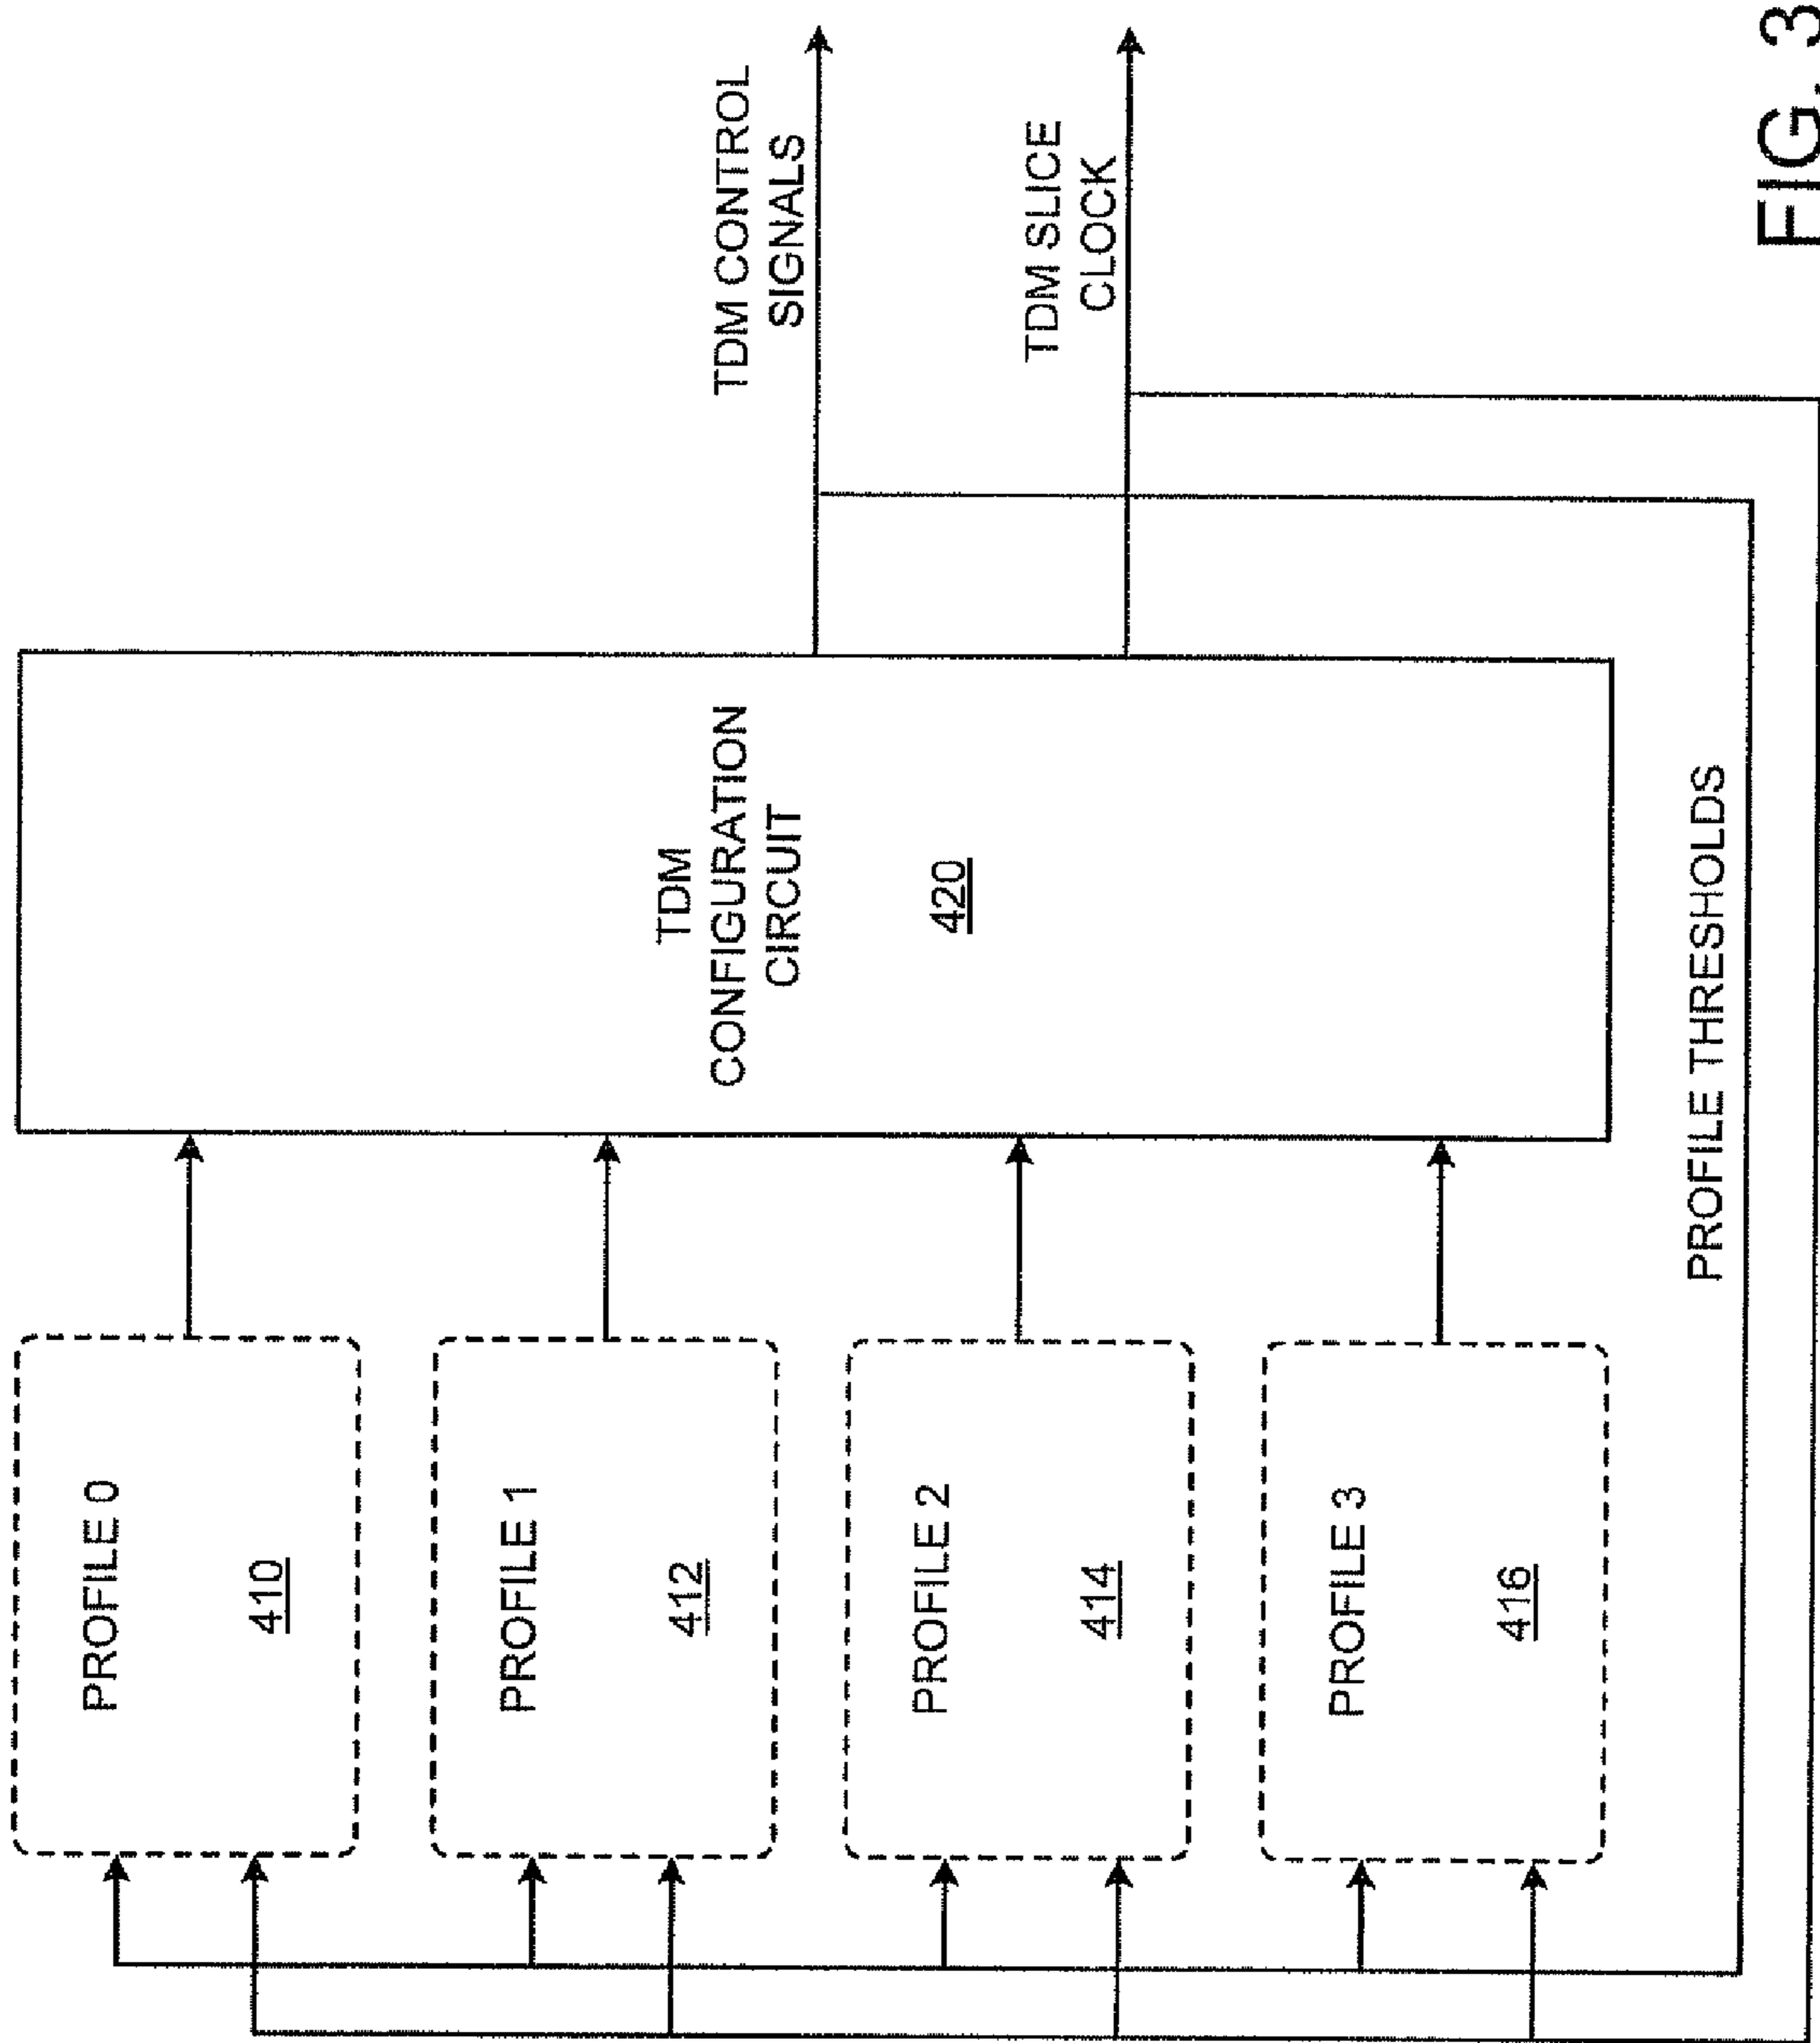 PROFILE 0
410
PROFILE 1
412
PROFILE 2
414
PROFILE 3
416
TDM
CONFIGURATION
CIRCUIT
420
TDM CONTROL
SIGNALS
TDM SLICE
CLOCK
PROFILE THRESHOLDS
FIG. 3